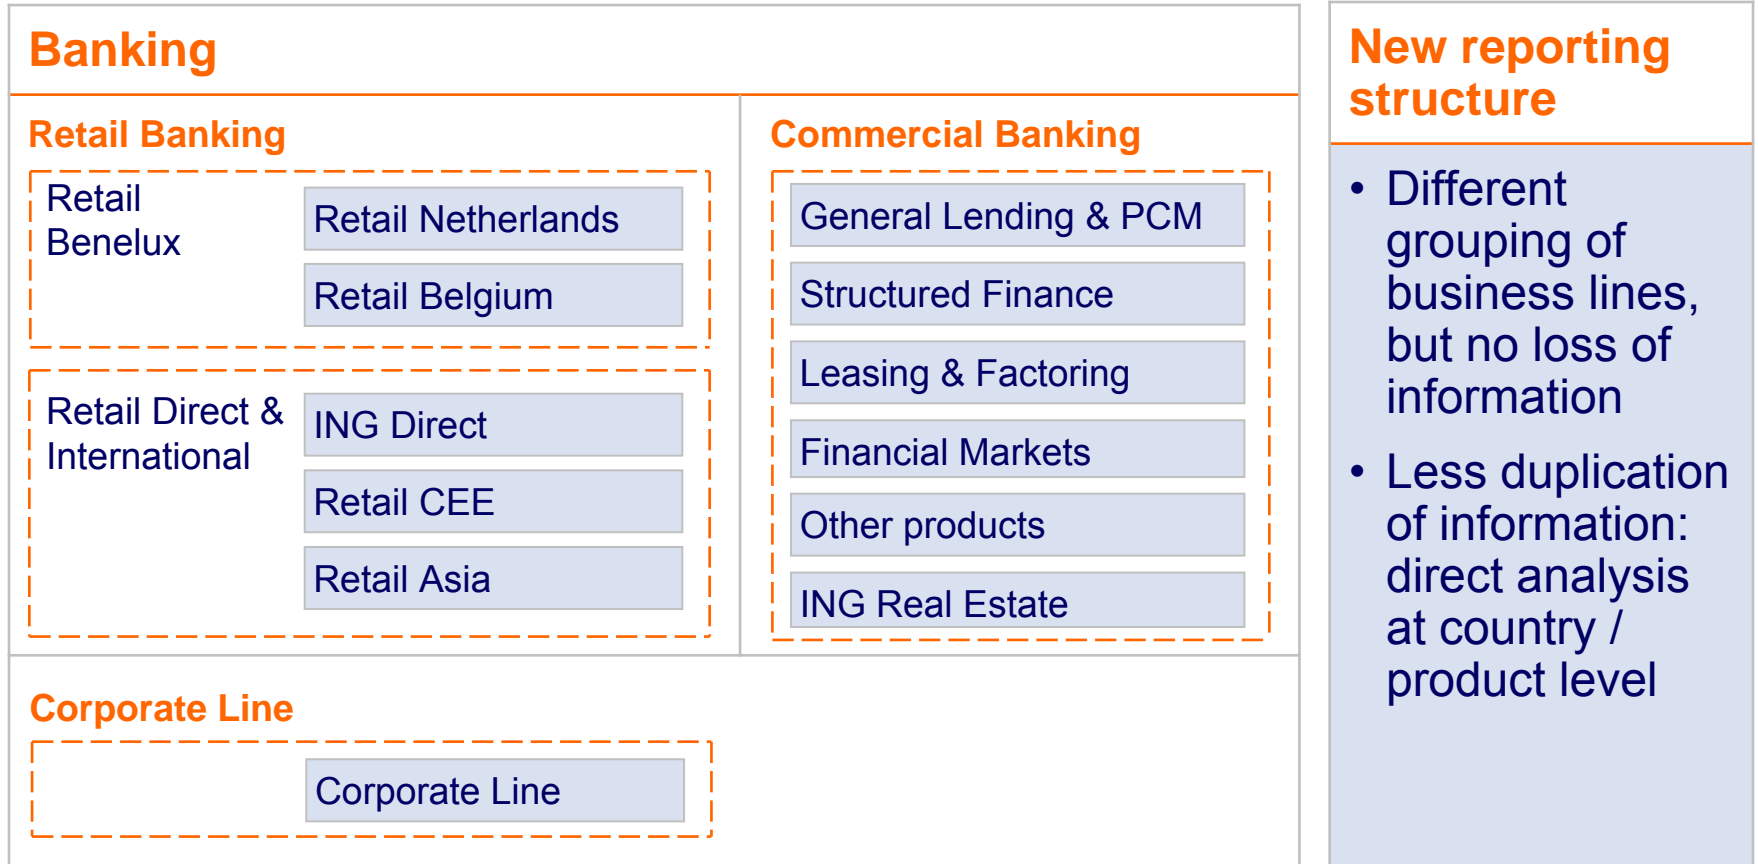 Banking
Retail Banking
Retail
Benelux
Retail Netherlands
Retail Belgium
Retail Direct &
International
ING Direct
Retail CEE
Retail Asia
Commercial Banking
General Lending & PCM
Structured Finance
Leasing & Factoring
Financial Markets
Other products
ING Real Estate
Corporate Line
Corporate Line
New reporting
structure
• Different
grouping of
business lines,
but no loss of
information
• Less duplication
of information:
direct analysis
at country /
product level